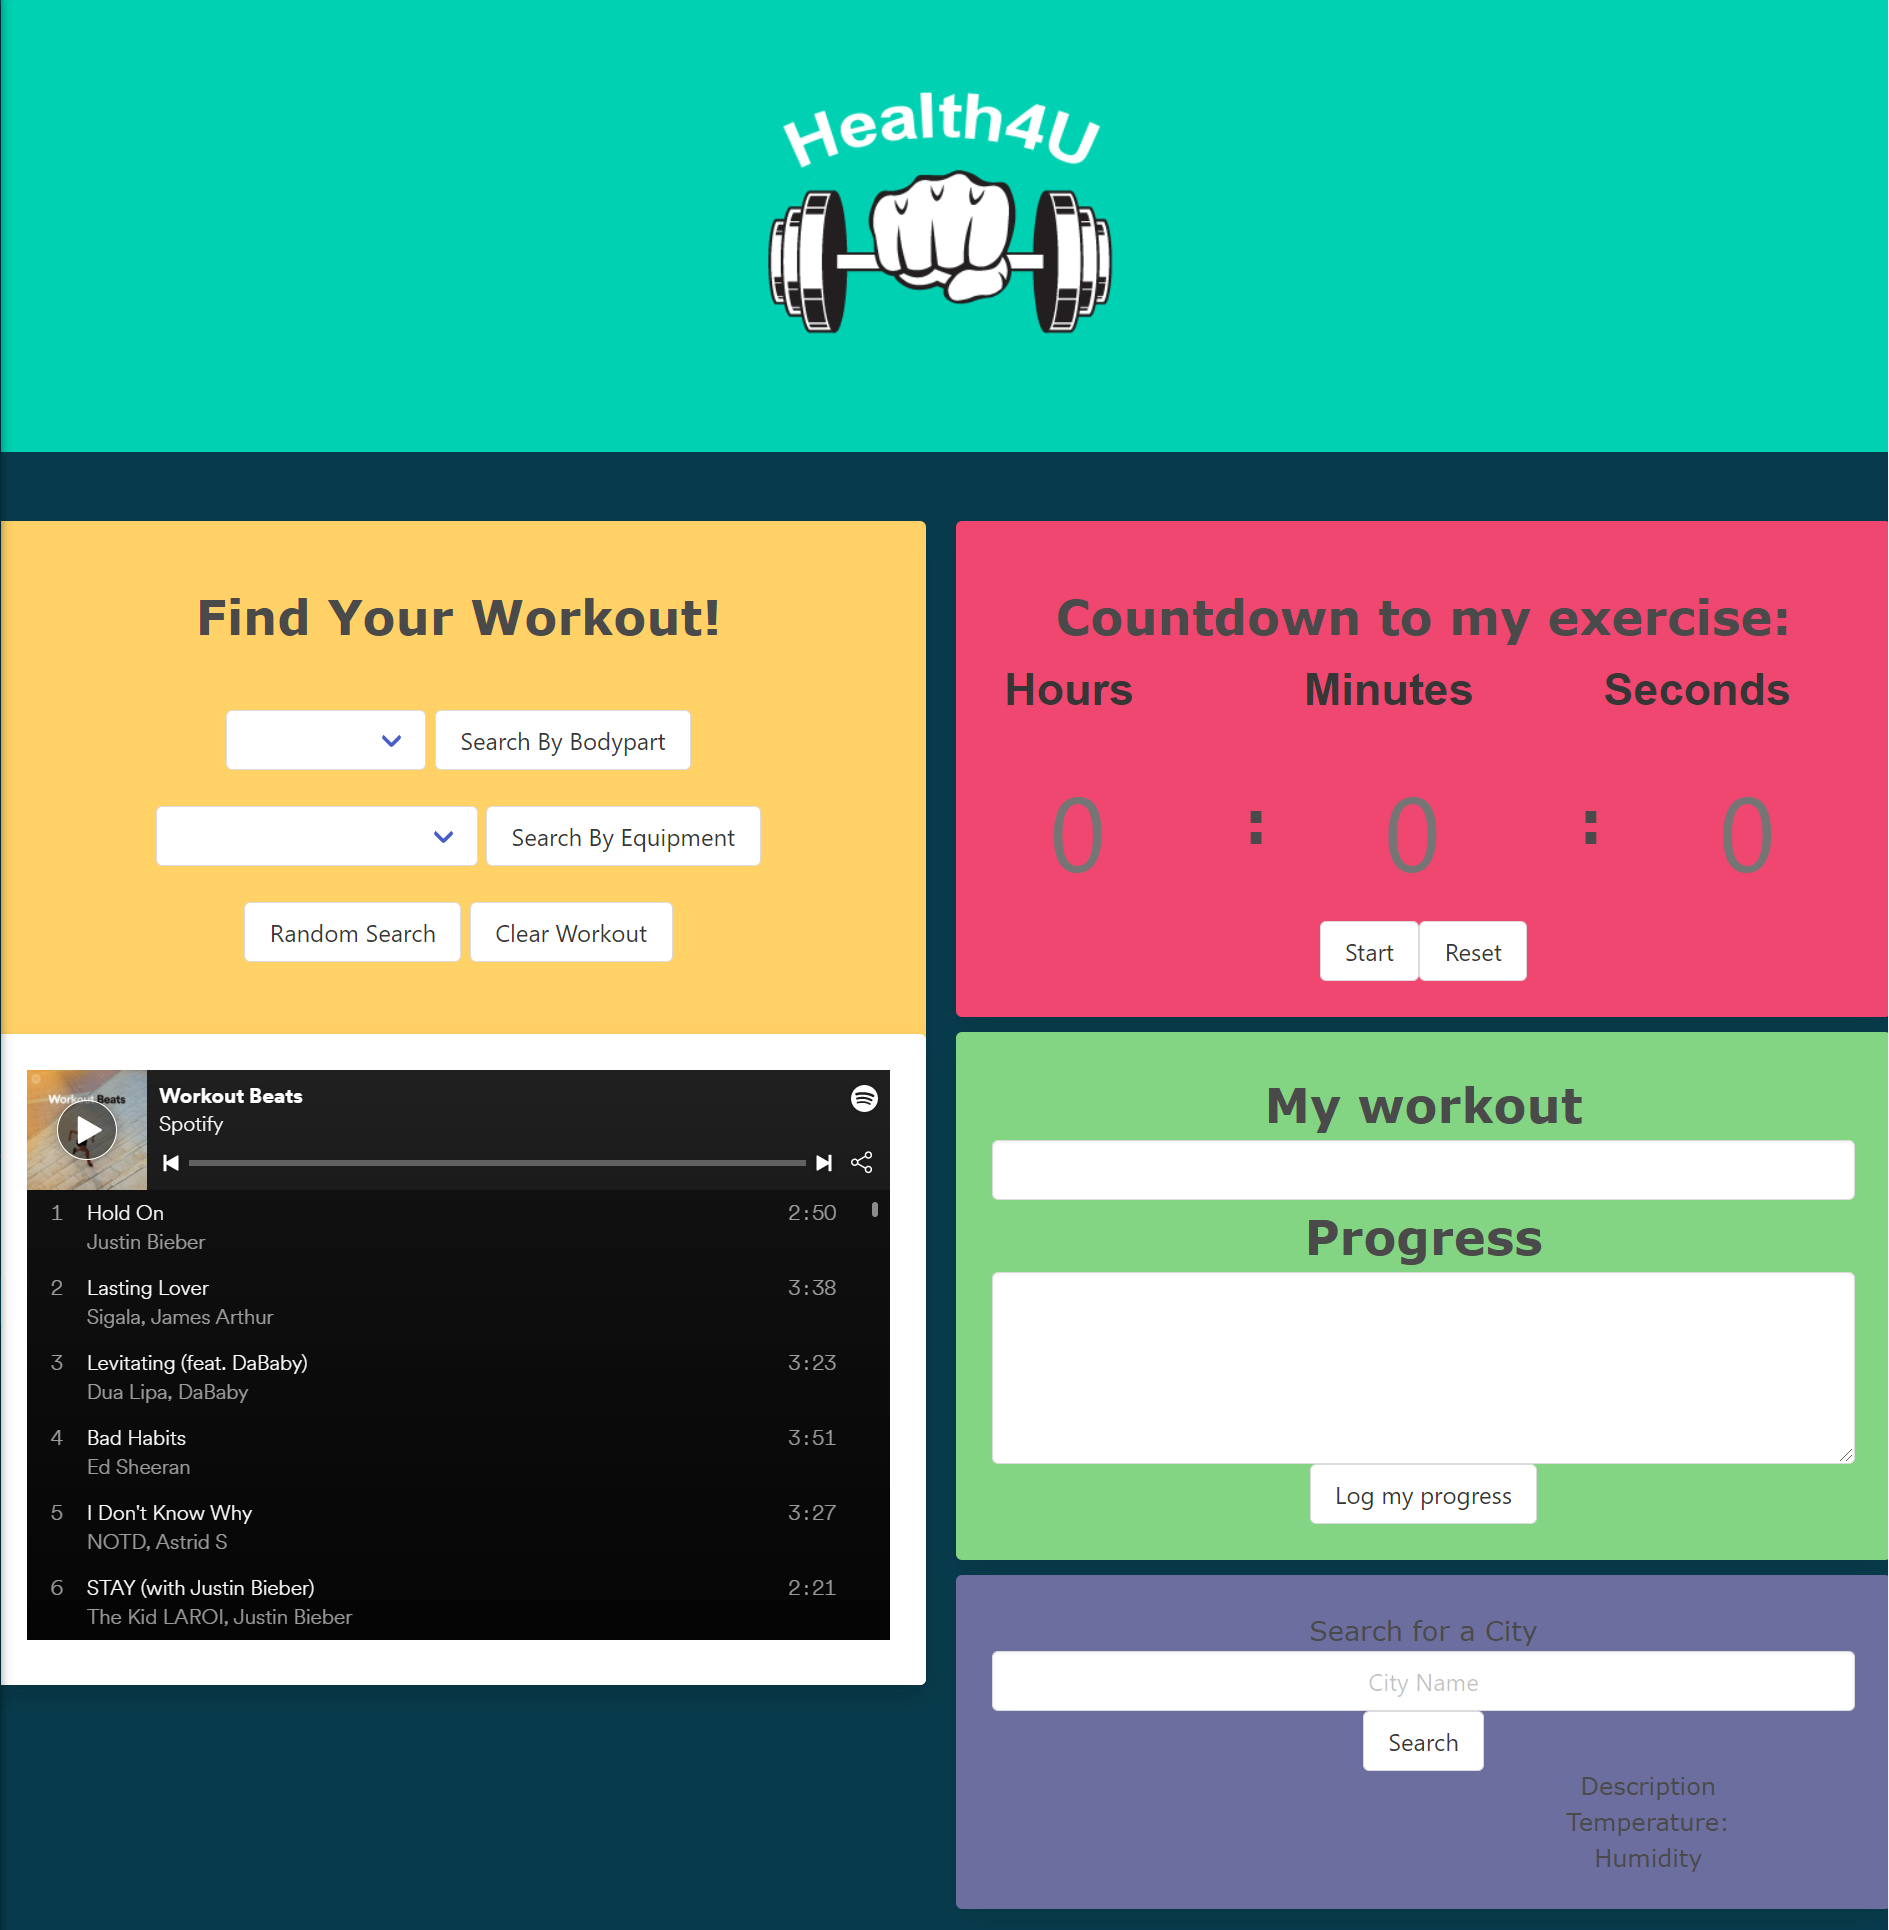 Health4U
Find Your Workout!
Search By Bodypart
Search By Equipment
Random Search Clear Workout
Workout Beats
Workout Beats
Spotify
1 Hold On 2:50
Justin Bieber
2 Lasting Lover 3:38
Sigala, James Arthur
3 Levitating (feat. DaBaby) 3:23
Dua Lipa, DaBaby
4 Bad Habits 3:51
Ed Sheeran
5 I Don't Know Why 3:27
NOTD, Astrid S
6 STAY (with Justin Bieber) 2:21
The Kid LAROI, Justin Bieber
Countdown to my exercise:
Hours Minutes Seconds
0 : 0 : 0
Start Reset
My workout
Progress
Log my progress
Search for a City
City Name
Search
Description
Temperature:
Humidity